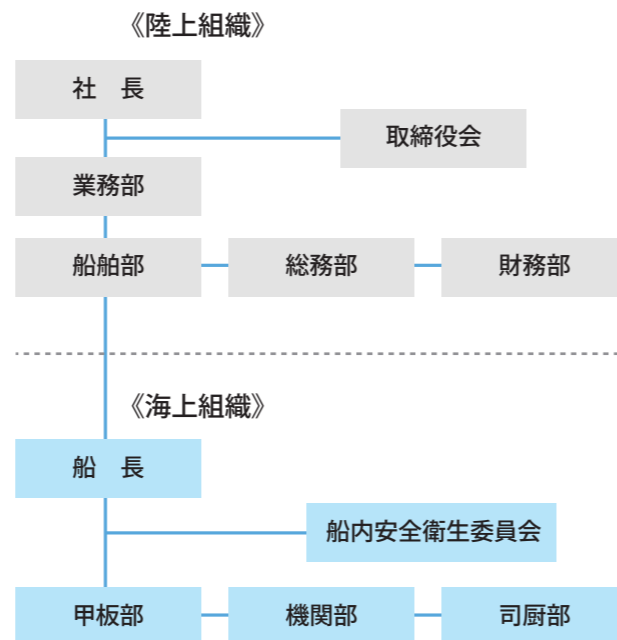 《陸上組織》
社　長
取締役会
業務部
船舶部
総務部
財務部
《海上組織》
船　長
船内安全衛生委員会
甲板部
機関部
司厨部